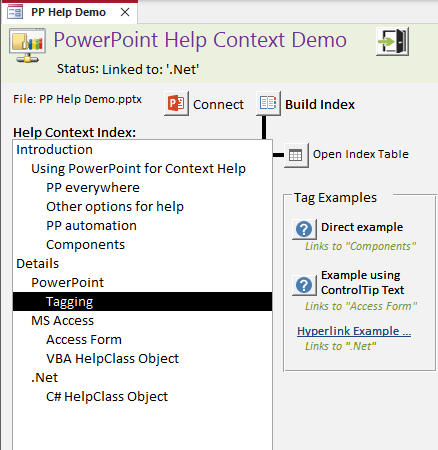 PP Help Demo
PowerPoint Help Context Demo
Status: Linked to: '.Net'
File: PP Help Demo.pptx
Connect
Build Index
Help Context Index:
Open Index Table
Introduction
Using PowerPoint for Context Help
PP everywhere
Other options for help
PP automation
Components
Details
PowerPoint
Tagging
MS Access
Access Form
VBA HelpClass Object
.Net
C# HelpClass Object
Tag Examples
Direct example
Links to "Components"
Example using
ControlTip Text
Links to "Access Form"
Hyperlink Example ...
Links to ".Net"